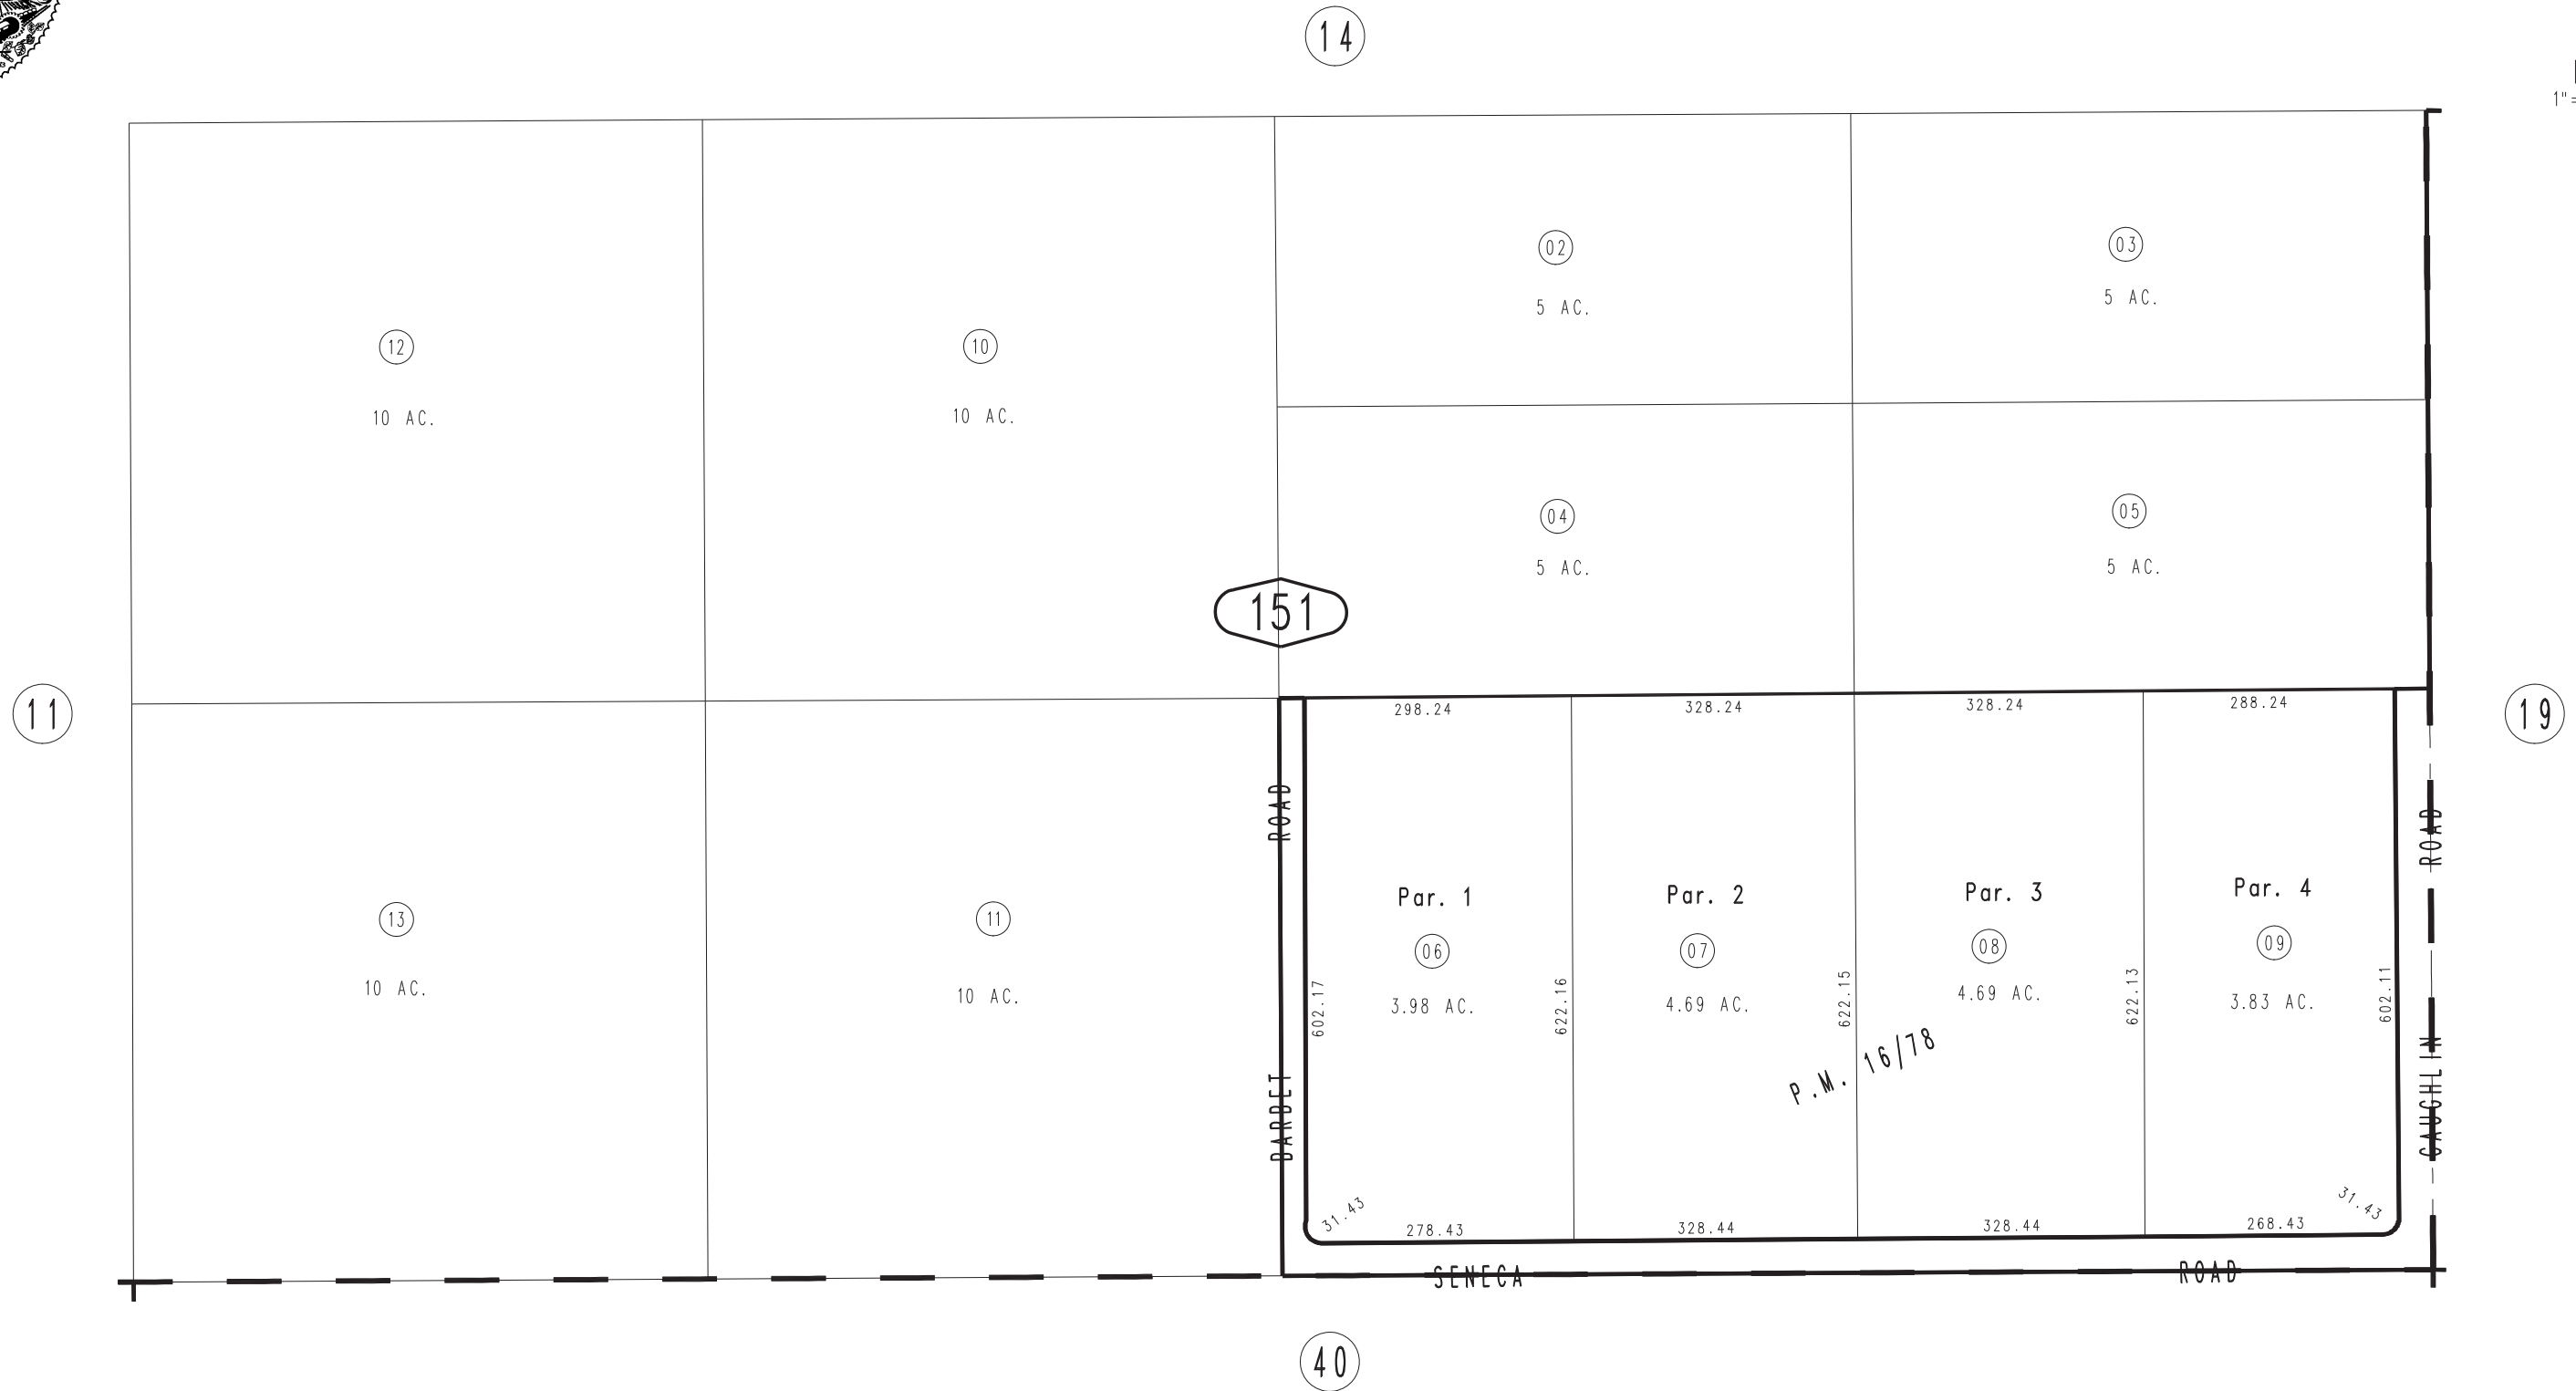 14
1"=
02
5 AC.
03
5 AC.
12
10 AC.
10
10 AC.
04
5 AC.
05
5 AC.
151
11
19
298.24
328.24
328.24
288.24
ROAD
ROAD
Par. 1
Par. 2
Par. 3
Par. 4
13
10 AC.
11
10 AC.
06
3.98 AC.
07
4.69 AC.
08
4.69 AC.
09
3.83 AC.
602.17
622.16
622.15
622.13
602.11
P.M. 16/78
CAUGHLIN
31.43
31.43
278.43
328.44
328.44
268.43
SENECA
ROAD
40